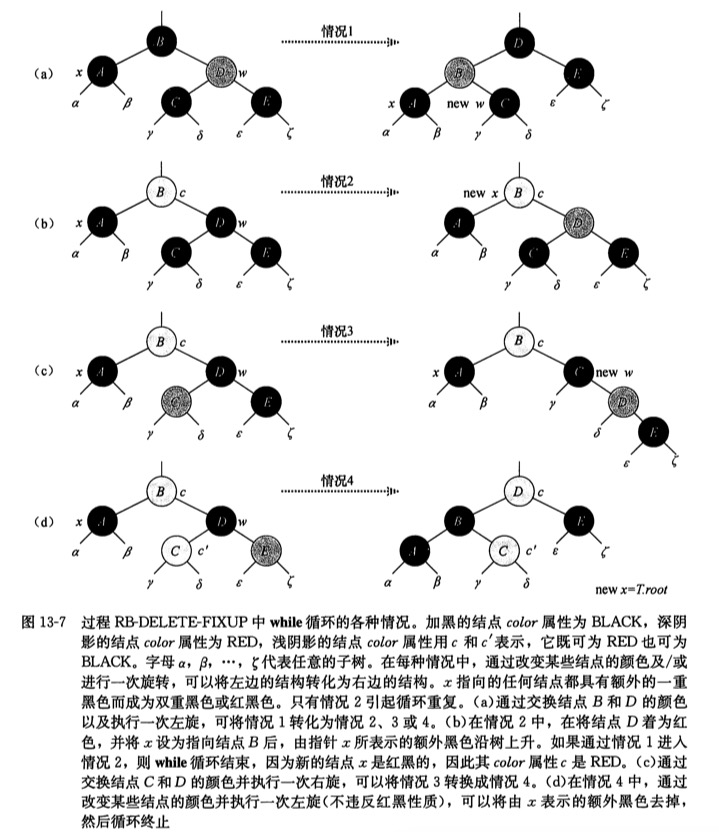 情况1
B D
(a) x A D w B E
α β C E x A new w C ε ζ
γ δ ε ζ α β γ δ
情况2
B c new x B c
(b) x A D w A D
α β C E α β C E
γ δ ε ζ γ δ ε ζ
情况3
B c B c
(c) x A D w x A C new w
α β C E α β γ D
γ δ ε ζ δ E
ε ζ
情况4
B c D c
(d) x A D w B E
α β C c′ E A C c′ ε ζ
γ δ ε ζ α β γ δ
new x=T.root
图 13-7 过程 RB-DELETE-FIXUP 中 while 循环的各种情况。加黑的结点 color 属性为 BLACK，深阴
影的结点 color 属性为 RED，浅阴影的结点 color 属性用 c 和 c′表示，它既可为 RED 也可为
BLACK。字母 α，β，…，ζ 代表任意的子树。在每种情况中，通过改变某些结点的颜色及/或
进行一次旋转，可以将左边的结构转化为右边的结构。x 指向的任何结点都具有额外的一重
黑色而成为双重黑色或红黑色。只有情况 2 引起循环重复。(a)通过交换结点 B 和 D 的颜色
以及执行一次左旋，可将情况 1 转化为情况 2、3 或 4。(b)在情况 2 中，在将结点 D 着为红
色，并将 x 设为指向结点 B 后，由指针 x 所表示的额外黑色沿树上升。如果通过情况 1 进入
情况 2，则 while 循环结束，因为新的结点 x 是红黑的，因此其 color 属性 c 是 RED。(c)通过
交换结点 C 和 D 的颜色并执行一次右旋，可以将情况 3 转换成情况 4。(d)在情况 4 中，通过
改变某些结点的颜色并执行一次左旋(不违反红黑性质)，可以将由 x 表示的额外黑色去掉，
然后循环终止